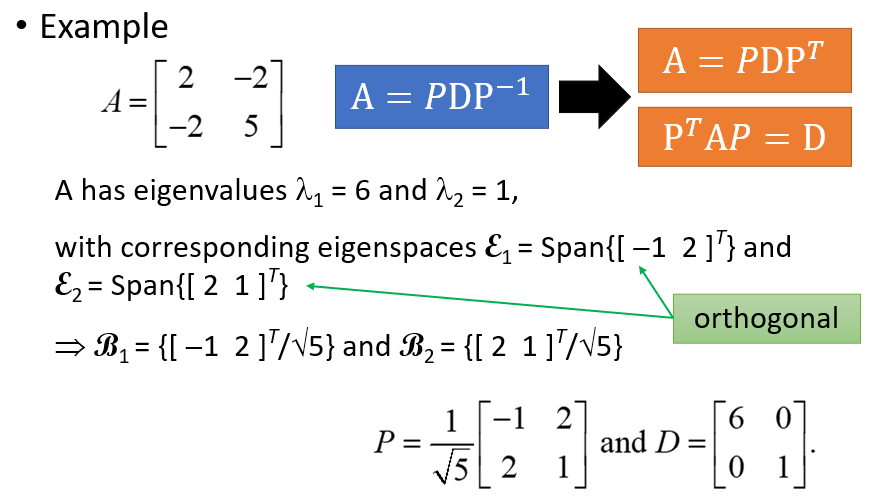 • Example
A = [ 2 −2 ; −2 5 ]
A = PDP⁻¹
A = PDPᵀ
PᵀAP = D
A has eigenvalues λ₁ = 6 and λ₂ = 1,
with corresponding eigenspaces 𝓔₁ = Span{[ −1 2 ]ᵀ} and
𝓔₂ = Span{[ 2 1 ]ᵀ}
orthogonal
⇒ 𝓑₁ = {[ −1 2 ]ᵀ/√5} and 𝓑₂ = {[ 2 1 ]ᵀ/√5}
P = 1/√5 [ −1 2 ; 2 1 ] and D = [ 6 0 ; 0 1 ].